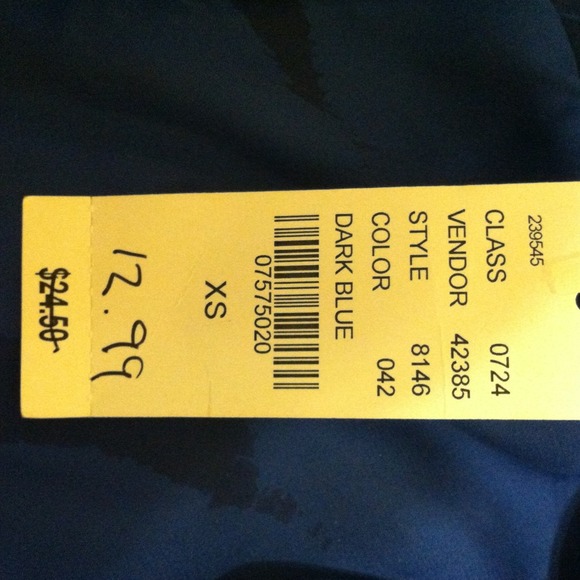 239545
CLASS 0724
VENDOR 42385
STYLE 8146
COLOR 042
DARK BLUE
07575020
XS
12.99
$24.50